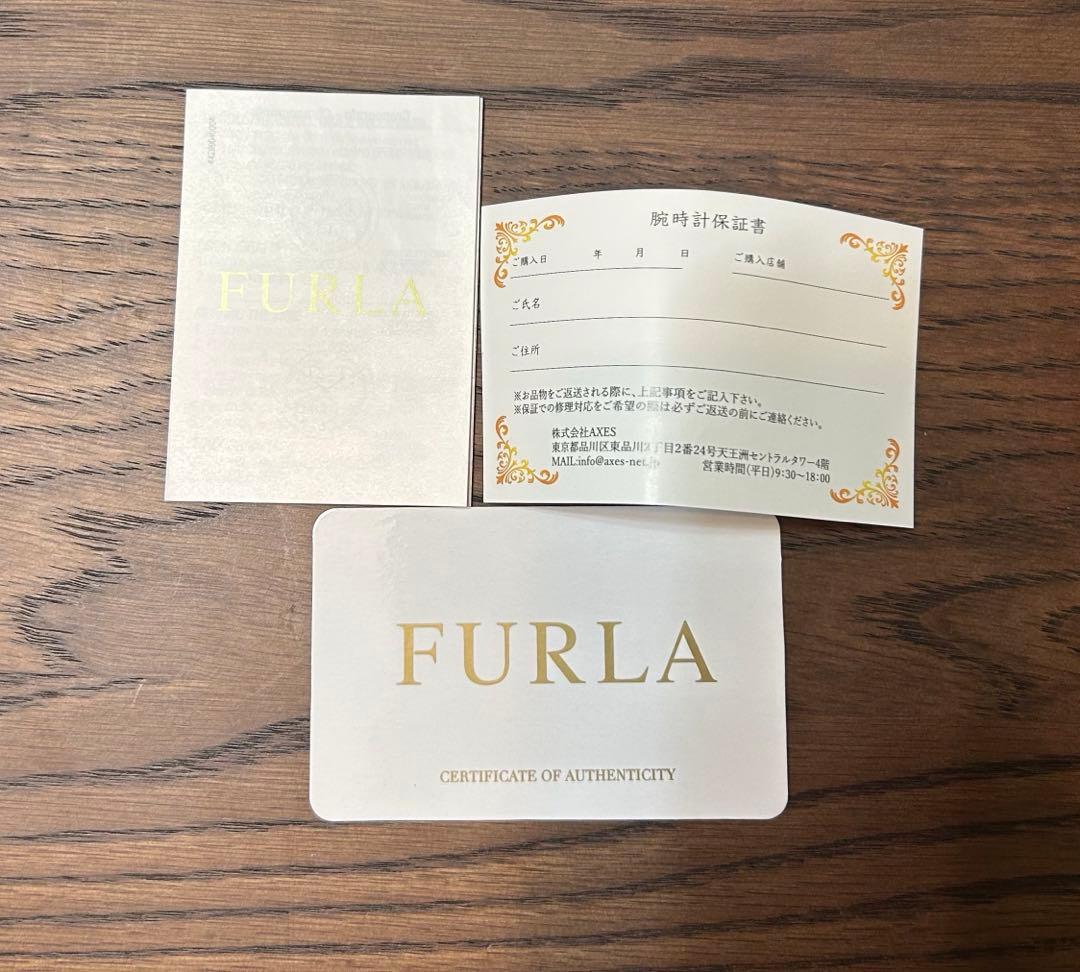 FURLA
腕時計保証書
ご購入日 年 月 日 ご購入店舗
ご氏名
ご住所
※お品物をご返送される際に、上記事項をご記入下さい。
※保証での修理対応をご希望の際は必ずご返送の前にご連絡ください。
株式会社AXES
東京都品川区東品川2丁目2番24号天王洲セントラルタワー4階
MAIL:info@axes-net.jp 営業時間(平日)9:30～18:00
FURLA
CERTIFICATE OF AUTHENTICITY